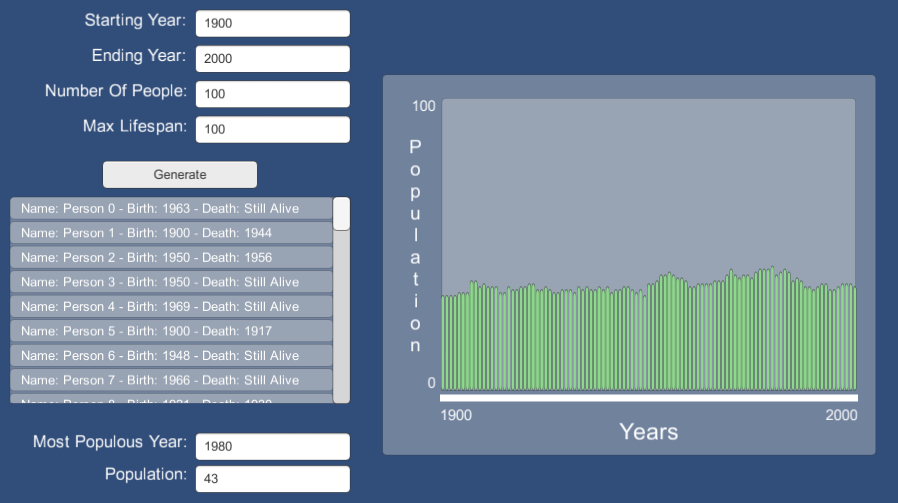 Starting Year: 1900
Ending Year: 2000
Number Of People: 100
Max Lifespan: 100
Generate
Name: Person 0 - Birth: 1963 - Death: Still Alive
Name: Person 1 - Birth: 1900 - Death: 1944
Name: Person 2 - Birth: 1950 - Death: 1956
Name: Person 3 - Birth: 1950 - Death: Still Alive
Name: Person 4 - Birth: 1969 - Death: Still Alive
Name: Person 5 - Birth: 1900 - Death: 1917
Name: Person 6 - Birth: 1948 - Death: Still Alive
Name: Person 7 - Birth: 1966 - Death: Still Alive
Most Populous Year: 1980
Population: 43
100
Population
0
1900 2000
Years